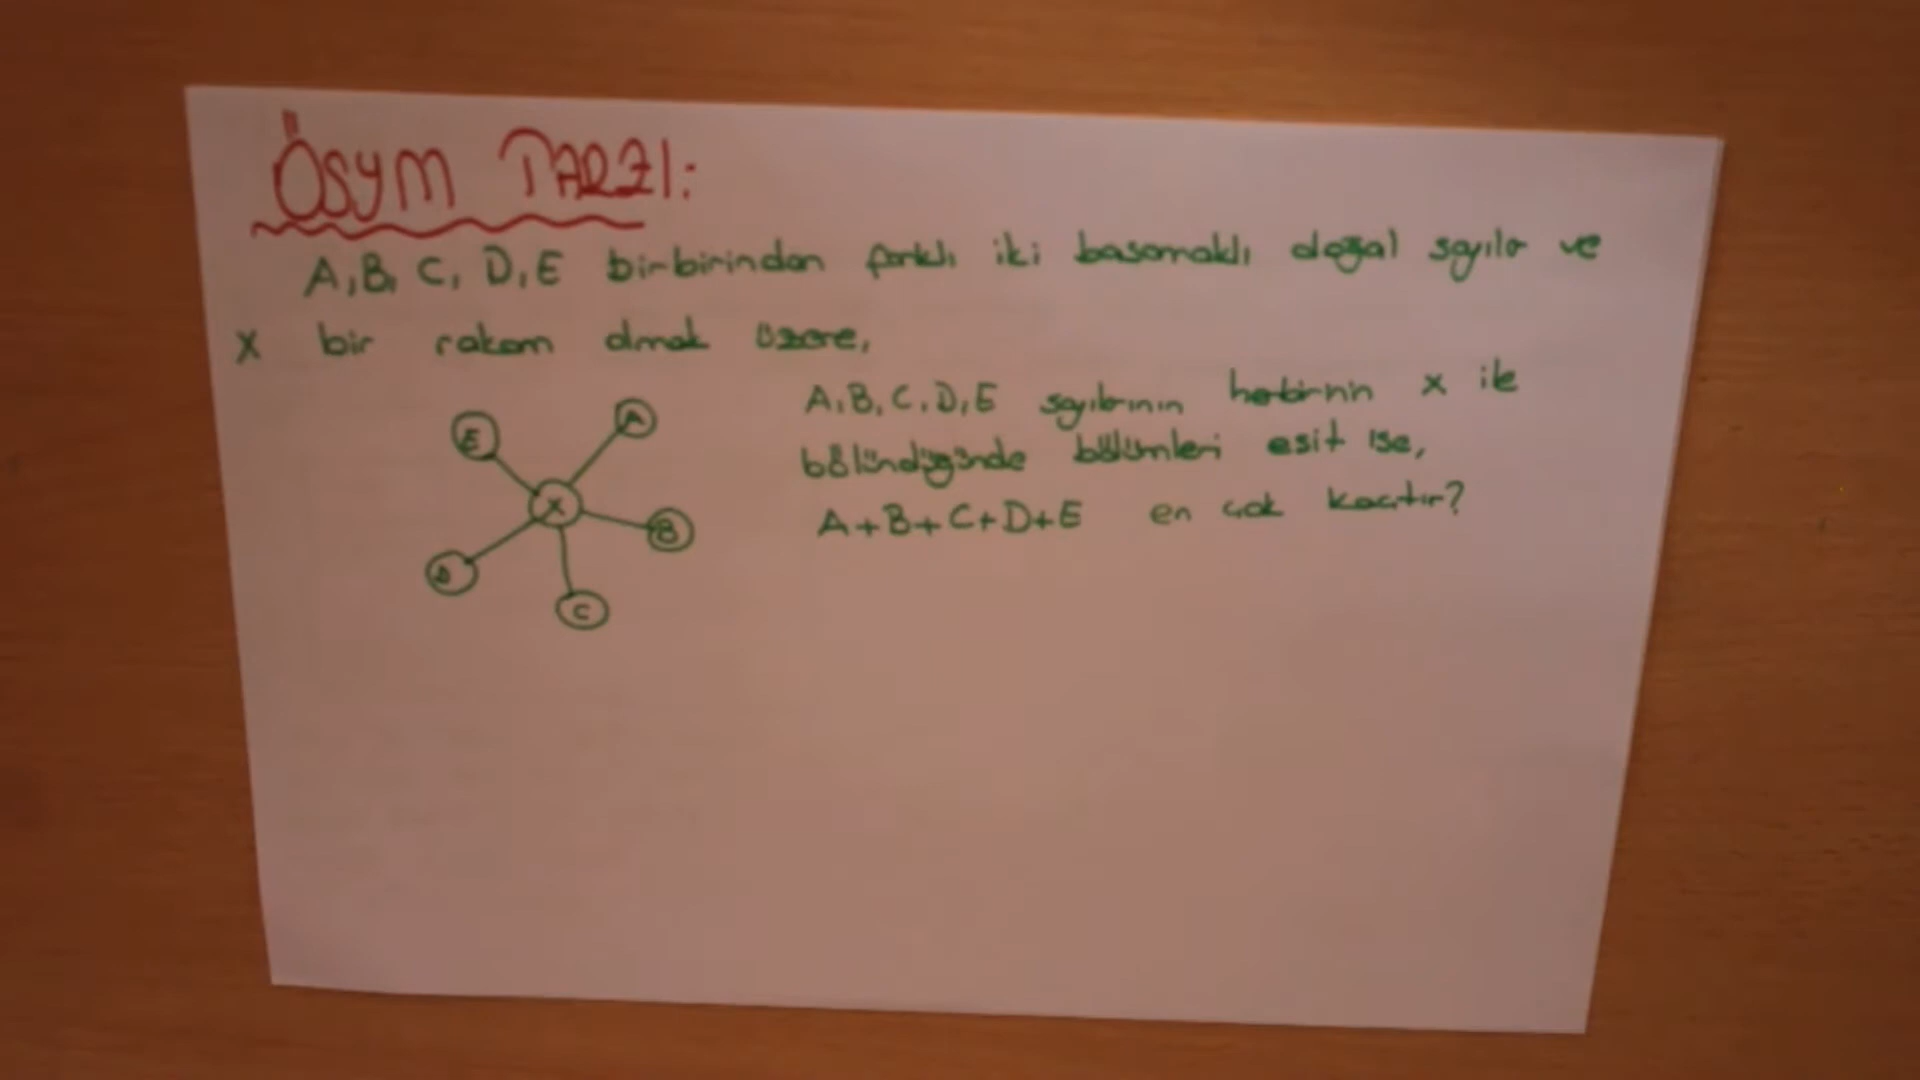 ÖSYM TARZI:
A, B, C, D, E birbirinden farklı iki basamaklı doğal sayılar ve
X bir rakam olmak üzere,
A, B, C, D, E sayılarının herbirinin x ile
bölündüğünde bölümleri eşit ise,
A+B+C+D+E en çok kaçtır?
E
A
X
B
D
C